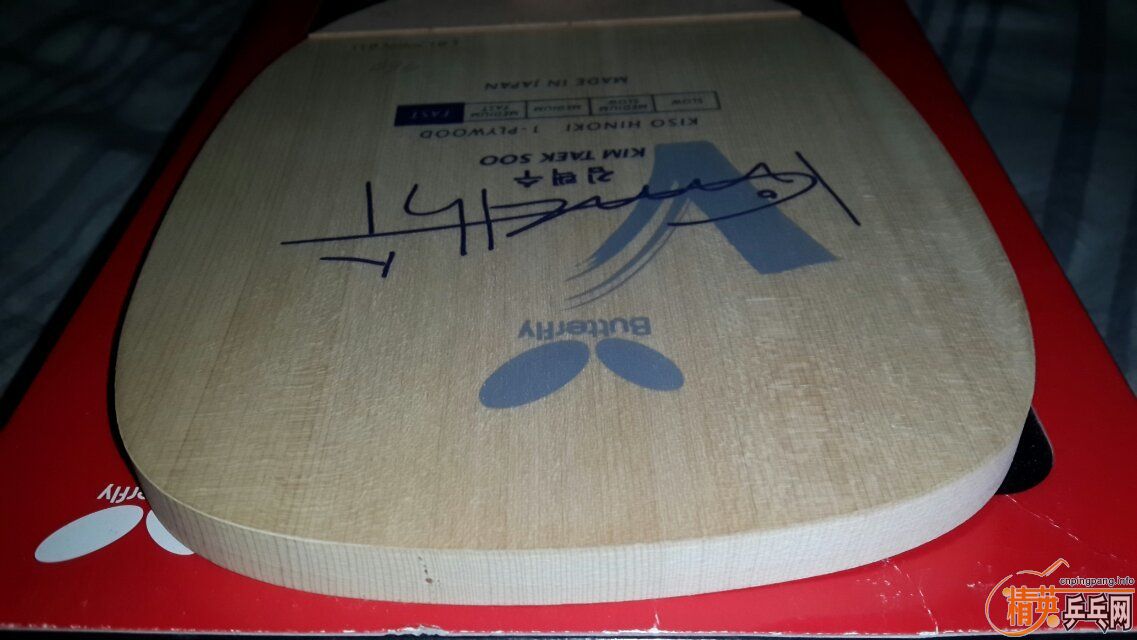 Butterfly
김택수
KIM TAEK SOO
KISO HINOKI 1-PLYWOOD
SLOW MEDIUM SLOW MEDIUM MEDIUM FAST FAST
MADE IN JAPAN
erfly
cnpingpang.info
精英乒乓网